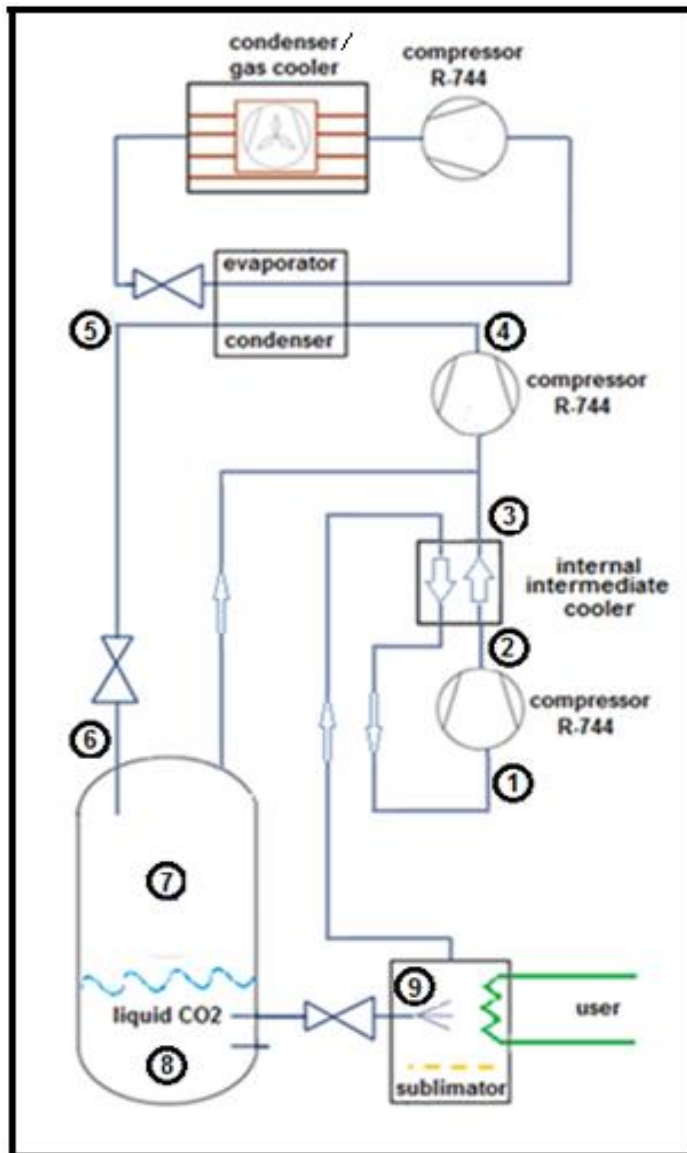 condenser/
gas cooler
compressor
R-744
evaporator
condenser
5
4
compressor
R-744
3
internal
intermediate
cooler
2
compressor
R-744
6
1
7
9
user
liquid CO2
8
sublimator